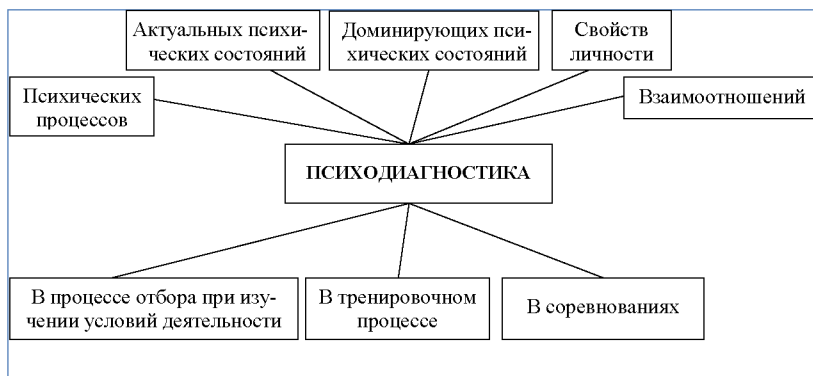 Актуальных психи-
ческих состояний
Доминирующих пси-
хических состояний
Свойств
личности
Психических
процессов
Взаимоотношений
ПСИХОДИАГНОСТИКА
В процессе отбора при изу-
чении условий деятельности
В тренировочном
процессе
В соревнованиях